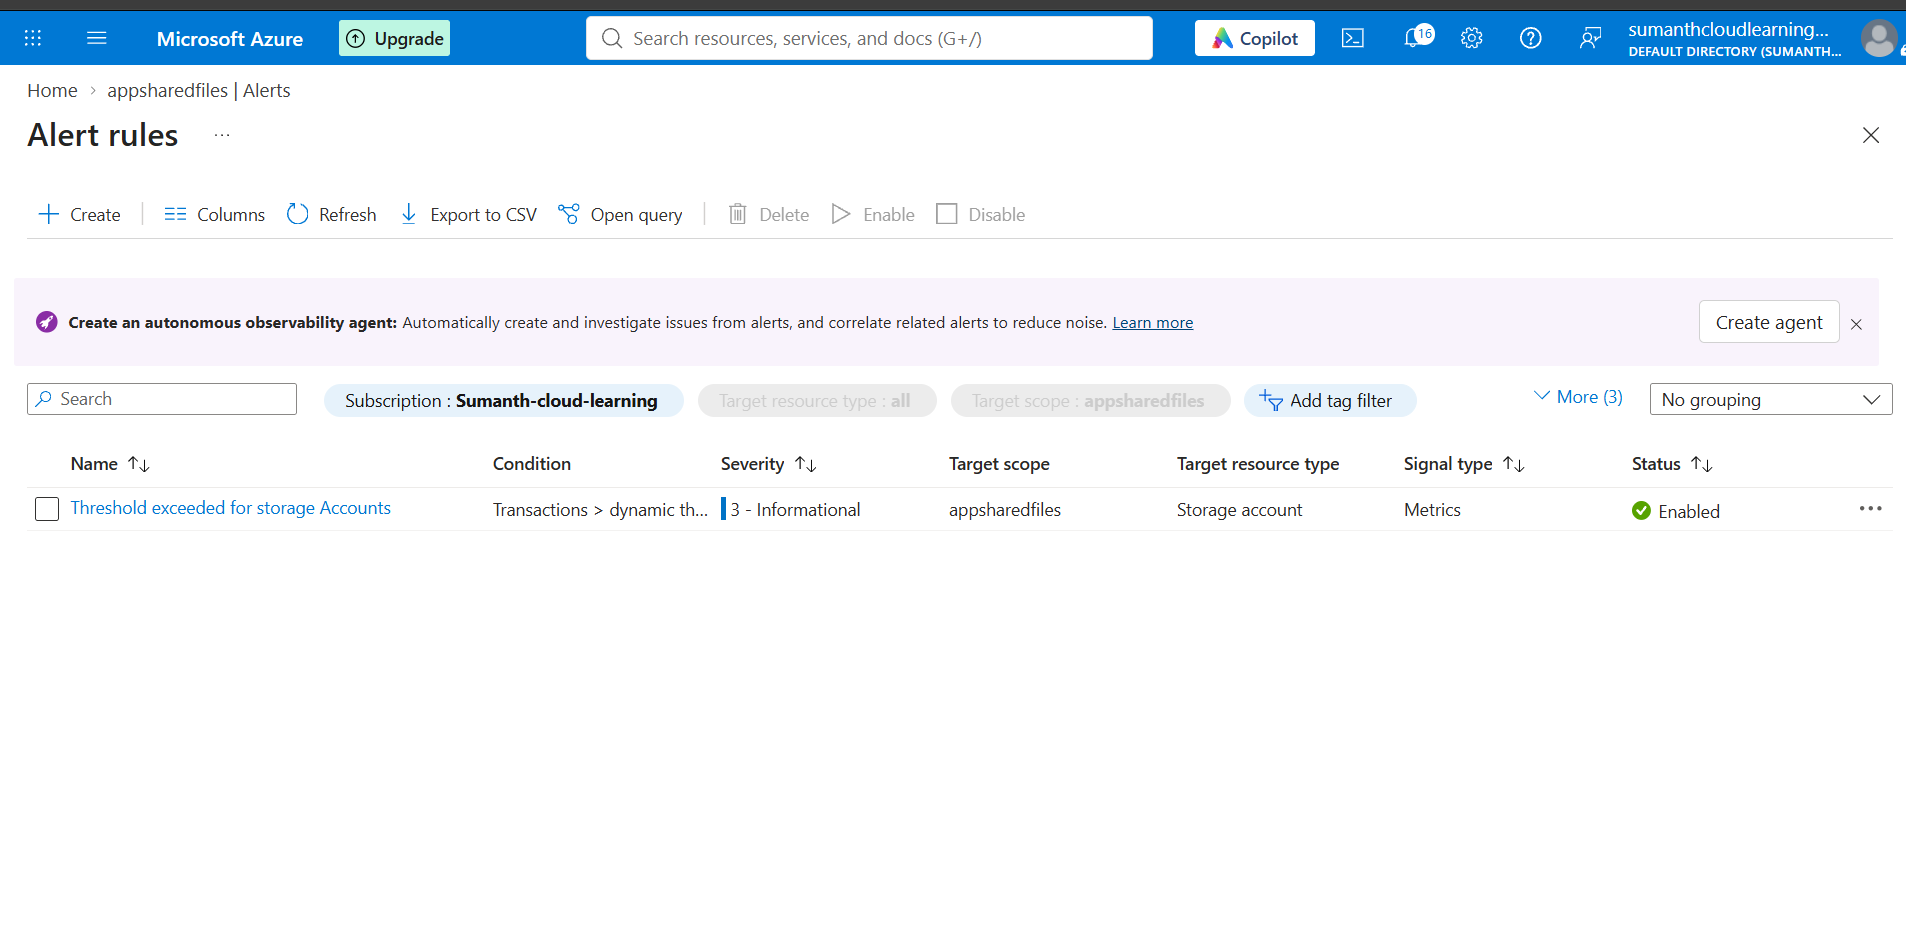 Microsoft Azure Upgrade Search resources, services, and docs (G+/) Copilot 16 sumanthcloudlearning...
DEFAULT DIRECTORY (SUMANTH...
Home > appsharedfiles | Alerts
Alert rules ...
Create Columns Refresh Export to CSV Open query Delete Enable Disable
Create an autonomous observability agent: Automatically create and investigate issues from alerts, and correlate related alerts to reduce noise. Learn more Create agent
Search Subscription : Sumanth-cloud-learning Target resource type : all Target scope : appsharedfiles Add tag filter More (3) No grouping
Name Condition Severity Target scope Target resource type Signal type Status
Threshold exceeded for storage Accounts Transactions > dynamic th... 3 - Informational appsharedfiles Storage account Metrics Enabled